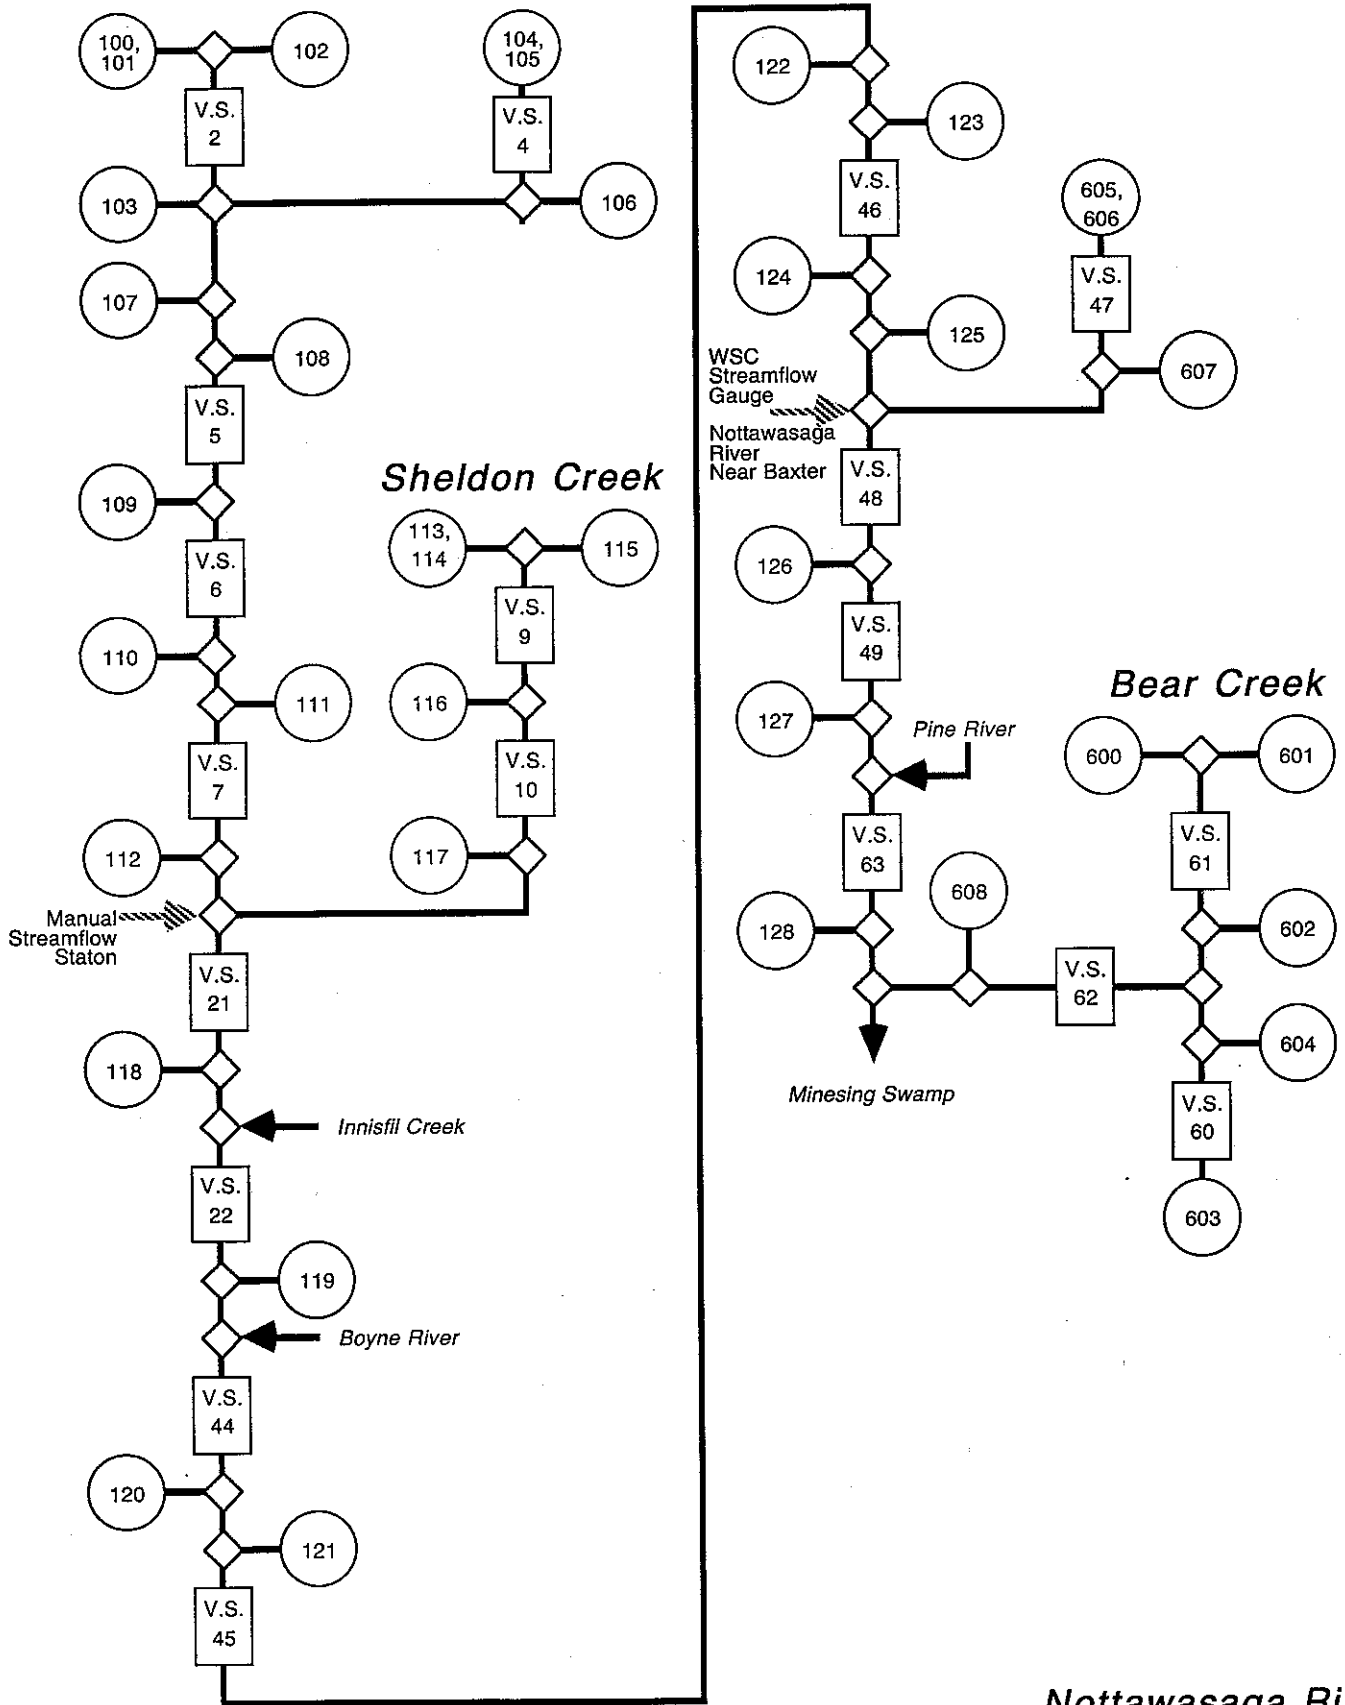 100,
101
102
V.S.
2
104,
105
V.S.
4
103
106
107
108
V.S.
5
109
V.S.
6
110
111
V.S.
7
112
Manual
Streamflow
Staton
Sheldon Creek
113,
114
115
V.S.
9
116
V.S.
10
117
V.S.
21
118
Innisfil Creek
V.S.
22
119
Boyne River
V.S.
44
120
121
V.S.
45
122
123
V.S.
46
124
125
605,
606
V.S.
47
607
WSC
Streamflow
Gauge
Nottawasaga
River
Near Baxter
V.S.
48
126
V.S.
49
127
Pine River
V.S.
63
128
608
V.S.
62
Minesing Swamp
Bear Creek
600
601
V.S.
61
602
604
V.S.
60
603
Nottawasaga Ri